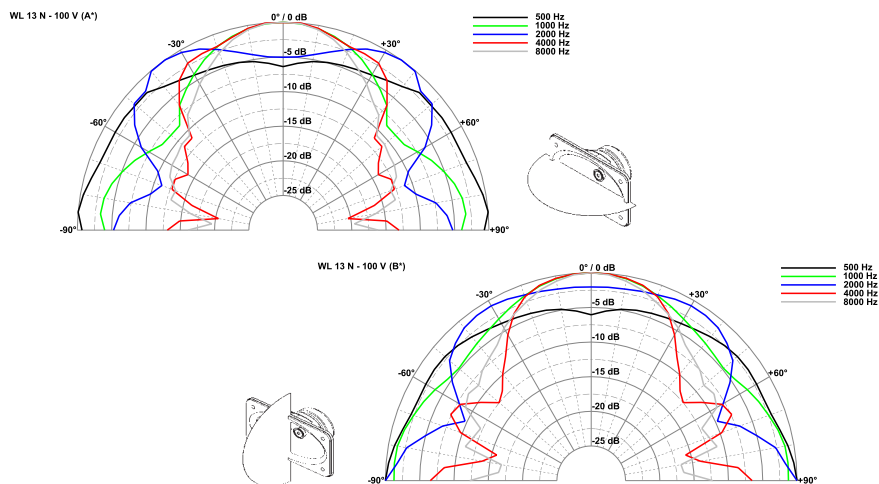 WL 13 N - 100 V (A*)
0° / 0 dB
500 Hz
1000 Hz
2000 Hz
4000 Hz
8000 Hz
-30°
+30°
-5 dB
-10 dB
-60°
+60°
-15 dB
-20 dB
-25 dB
-90°
+90°
WL 13 N - 100 V (B*)
0° / 0 dB
500 Hz
1000 Hz
2000 Hz
4000 Hz
8000 Hz
-30°
+30°
-5 dB
-10 dB
-60°
+60°
-15 dB
-20 dB
-25 dB
-90°
+90°